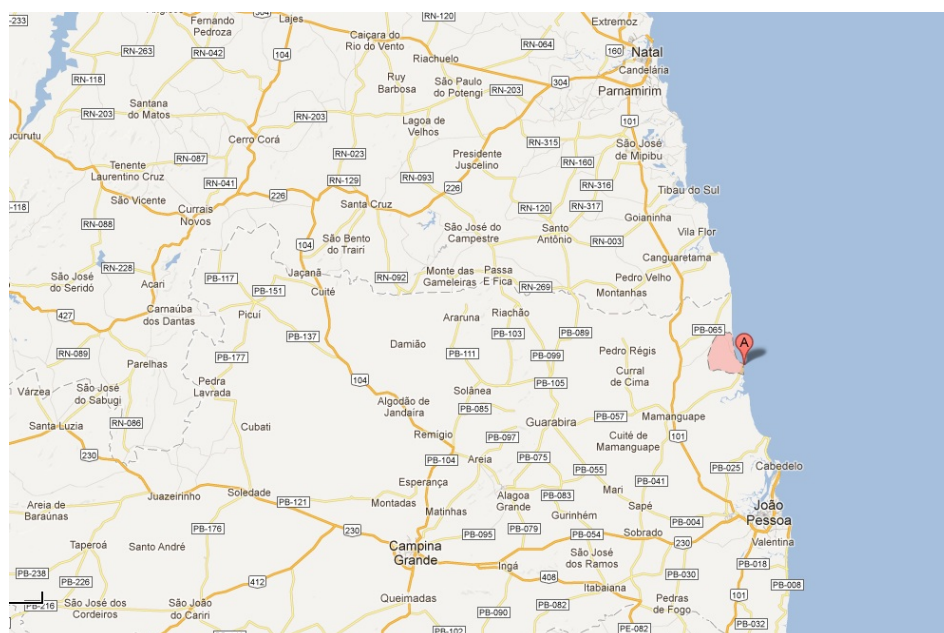 -233
Fernando
Pedroza
304
Lajes
RN-120
Extremoz
RN-263
RN-042
104
Caiçara do
Rio do Vento
RN-064
160
Natal
Riachuelo
Candelária
RN-118
Ruy
Barbosa
São Paulo
do Potengi
RN-203
304
Parnamirim
RN-203
Santana
do Matos
RN-203
Lagoa de
Velhos
101
ucurutu
Cerro Corá
RN-315
São José
de Mipibu
RN-087
RN-023
Presidente
Juscelino
RN-160
Tenente
Laurentino Cruz
RN-041
RN-129
RN-093
226
RN-316
Tibau do Sul
-118
São Vicente
226
Santa Cruz
RN-120
RN-317
Currais
Novos
Goianinha
RN-088
São José do
Campestre
Santo
Antônio
RN-003
Vila Flor
104
São Bento
do Trairi
Canguaretama
São José
do Seridó
RN-228
PB-117
Jaçanã
RN-092
Monte das
Gameleiras
Passa
E Fica
Pedro Velho
Acari
PB-151
Cuité
RN-269
Montanhas
427
Carnaúba
dos Dantas
Picuí
Araruna
Riachão
PB-065
PB-137
PB-103
PB-089
A
RN-089
PB-177
Damião
PB-111
PB-099
Pedro Régis
Parelhas
Curral
de Cima
Várzea
São José
do Sabugi
Pedra
Lavrada
104
Solânea
PB-105
Algodão de
Jandaíra
PB-085
PB-057
Mamanguape
Santa Luzia
RN-086
Cubati
Remígio
PB-097
Guarabira
Cuité de
Mamanguape
101
230
PB-104
Areia
PB-075
PB-055
PB-025
Cabedelo
Juazeirinho
Soledade
Esperança
PB-041
Areia de
Baraúnas
PB-121
Montadas
Alagoa
Grande
PB-083
Mari
Matinhas
Gurinhém
Sapé
João
Pessoa
PB-176
230
PB-095
PB-079
PB-054
Sobrado
PB-004
Taperoá
Santo André
Campina
Grande
230
Valentina
PB-238
Ingá
São José
dos Ramos
PB-018
PB-226
412
408
PB-030
PB-008
Itabaiana
PB-216
São José dos
Cordeiros
São João
do Cariri
Queimadas
PB-082
Pedras
de Fogo
101
PB-090
PB-102
PE-082
PB-032